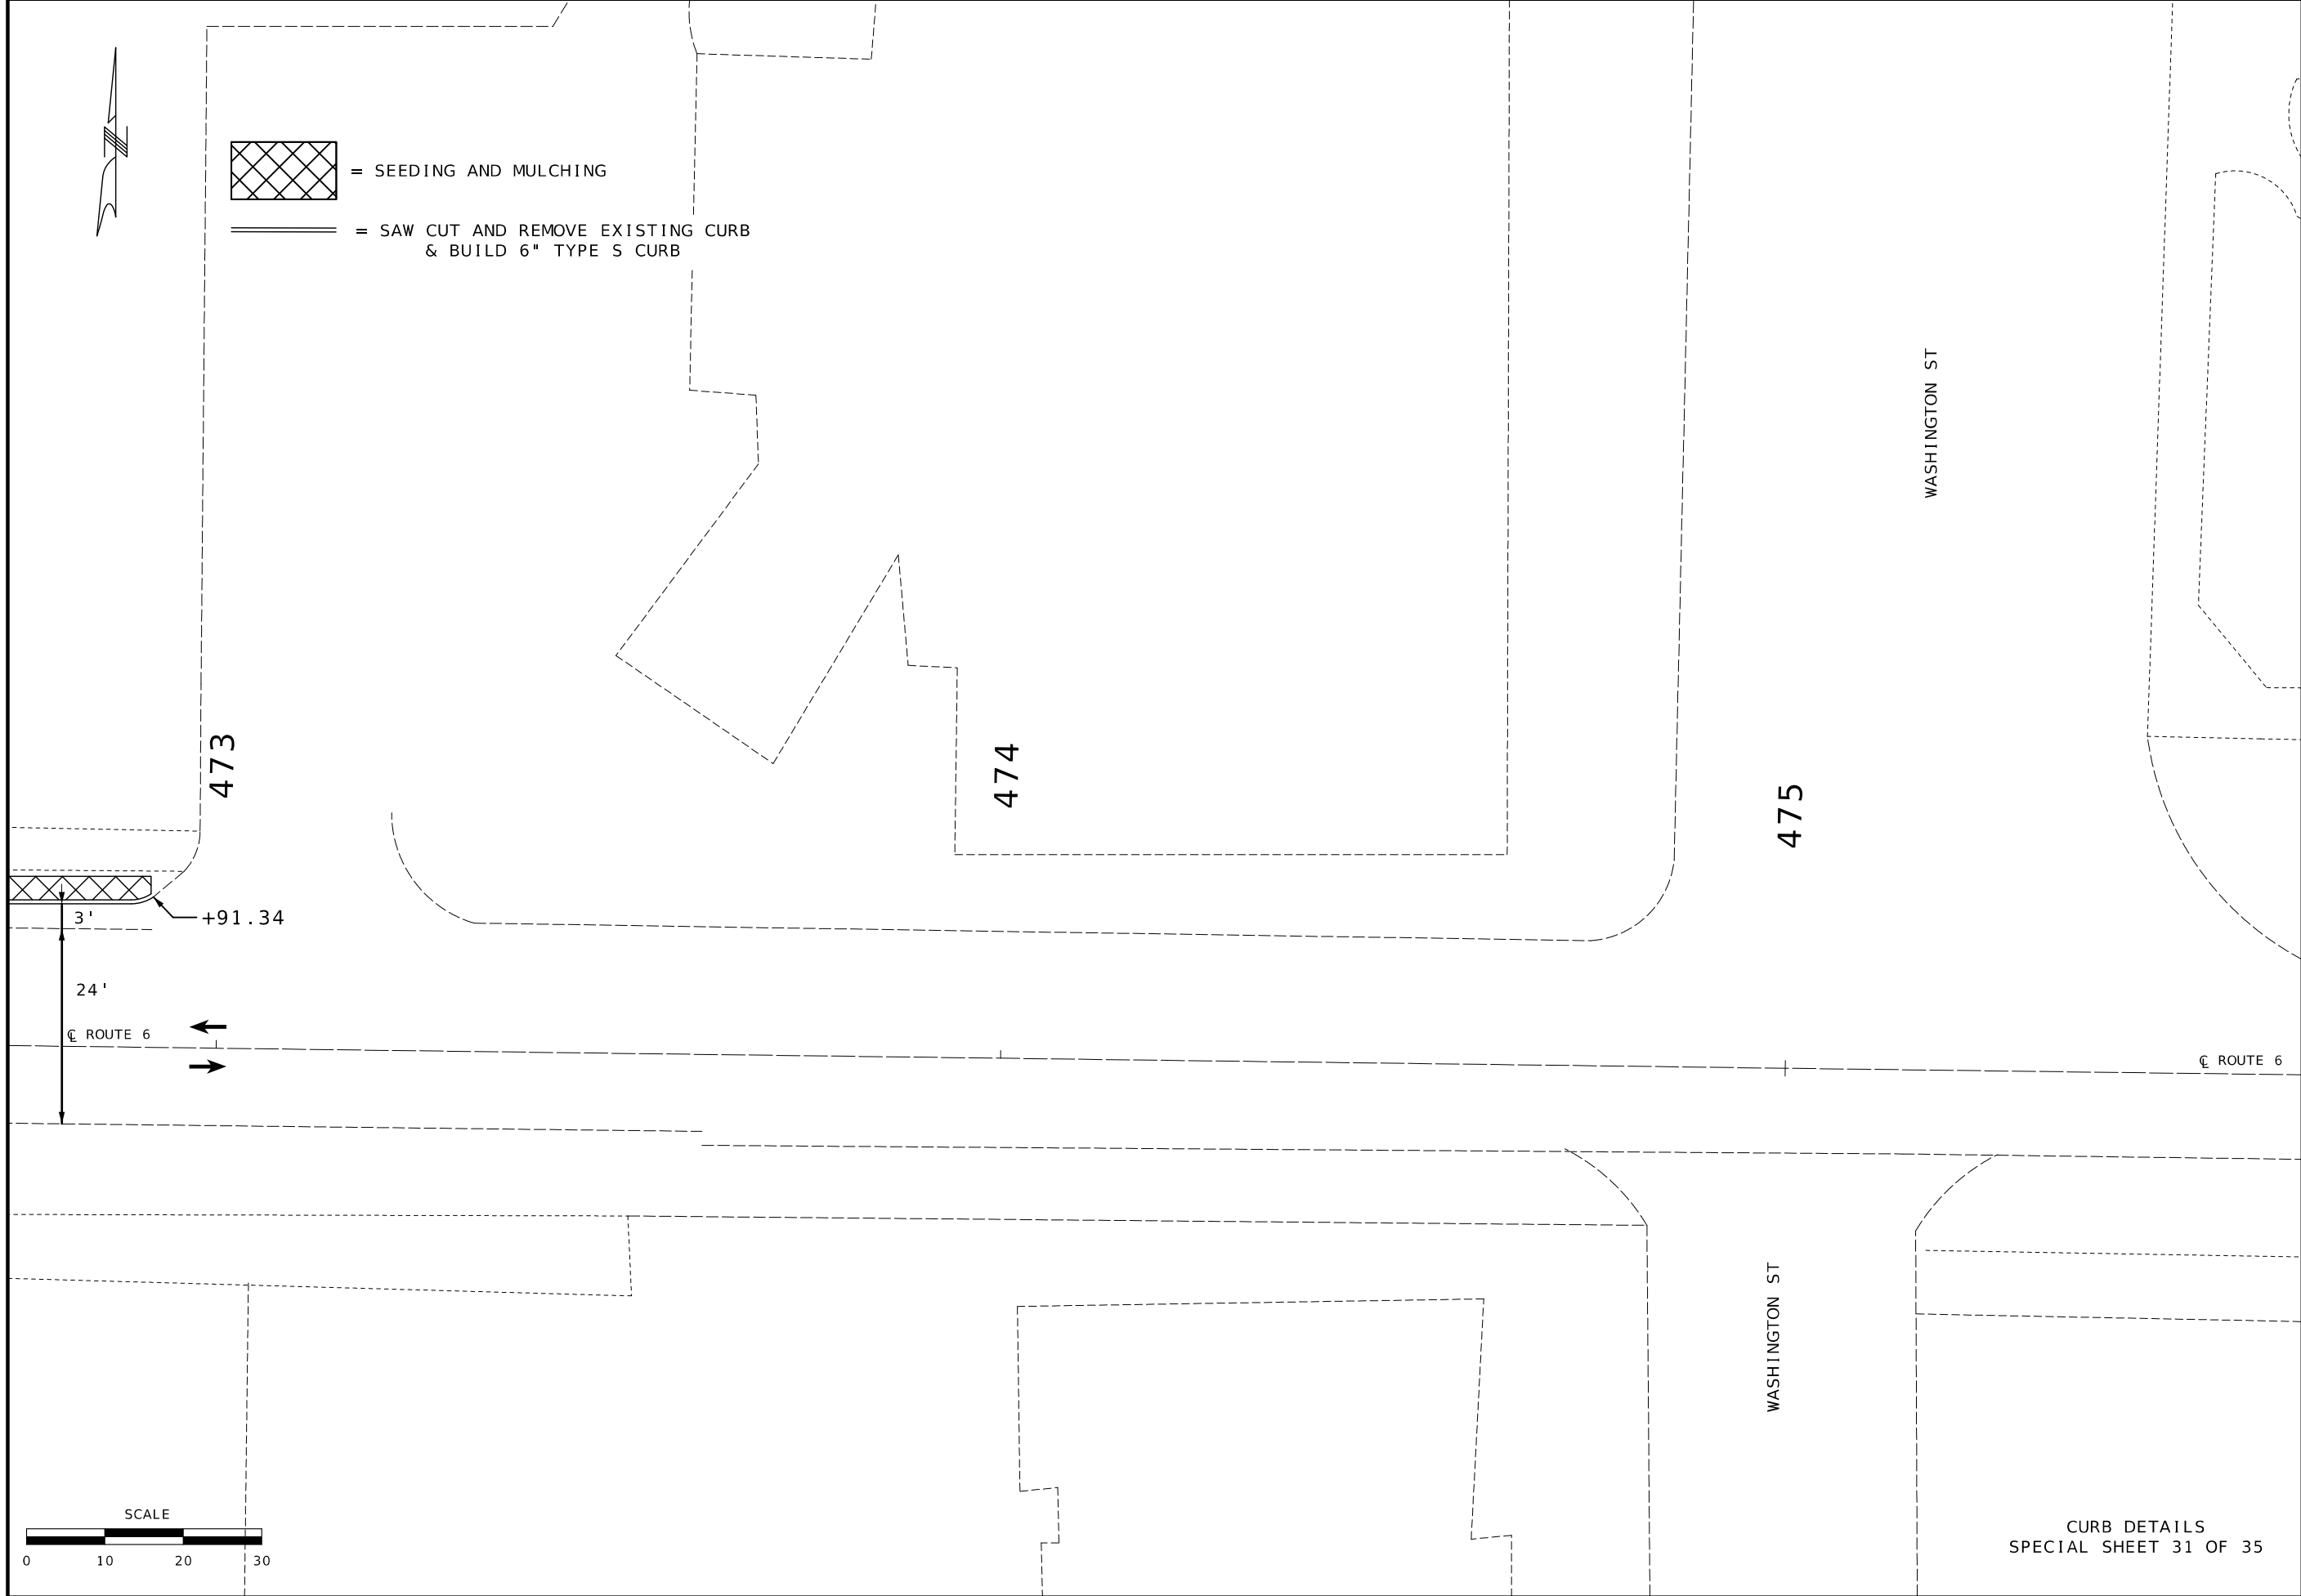 N
= SEEDING AND MULCHING
= SAW CUT AND REMOVE EXISTING CURB
& BUILD 6" TYPE S CURB
WASHINGTON ST
473
474
475
3'
+91.34
24'
℄ ROUTE 6
℄ ROUTE 6
WASHINGTON ST
SCALE
0 10 20 30
CURB DETAILS
SPECIAL SHEET 31 OF 35